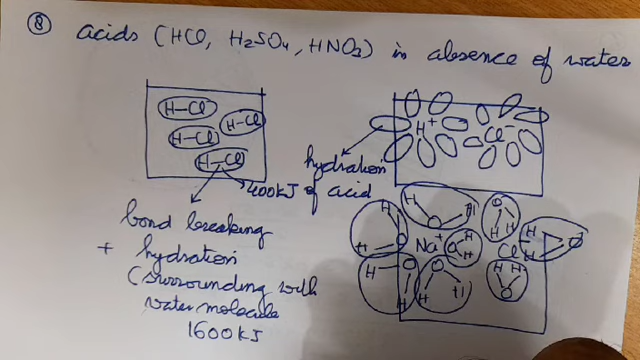 ⑧ acids (HCl, H₂SO₄, HNO₃) in absence of water
H-Cl
H-Cl
H-Cl
H-Cl
400KJ
bond breaking
+ hydration
(surrounding with
water molecule
1600KJ
H⁺ Cl⁻
hydration
of acid
H O H
H O
Na⁺
O H H
H O H
H O H
O H H
Cl⁻
H H O
H H O